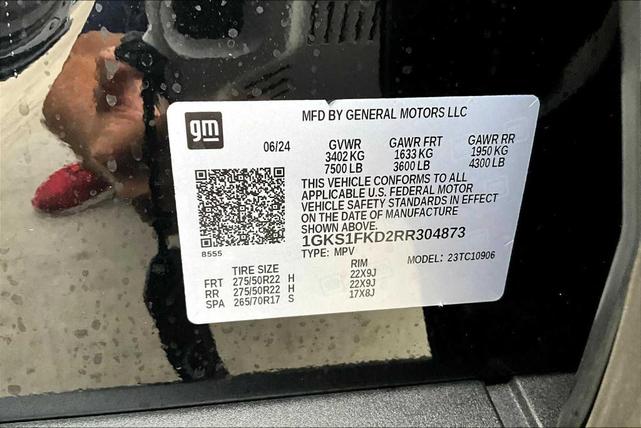 gm
MFD BY GENERAL MOTORS LLC
06/24 GVWR GAWR FRT GAWR RR
3402 KG 1633 KG 1950 KG
7500 LB 3600 LB 4300 LB
THIS VEHICLE CONFORMS TO ALL
APPLICABLE U.S. FEDERAL MOTOR
VEHICLE SAFETY STANDARDS IN EFFECT
ON THE DATE OF MANUFACTURE
SHOWN ABOVE.
1GKS1FKD2RR304873
8555
TYPE: MPV MODEL: 23TC10906
TIRE SIZE RIM
FRT 275/50R22 H 22X9J
RR 275/50R22 H 22X9J
SPA 265/70R17 S 17X8J